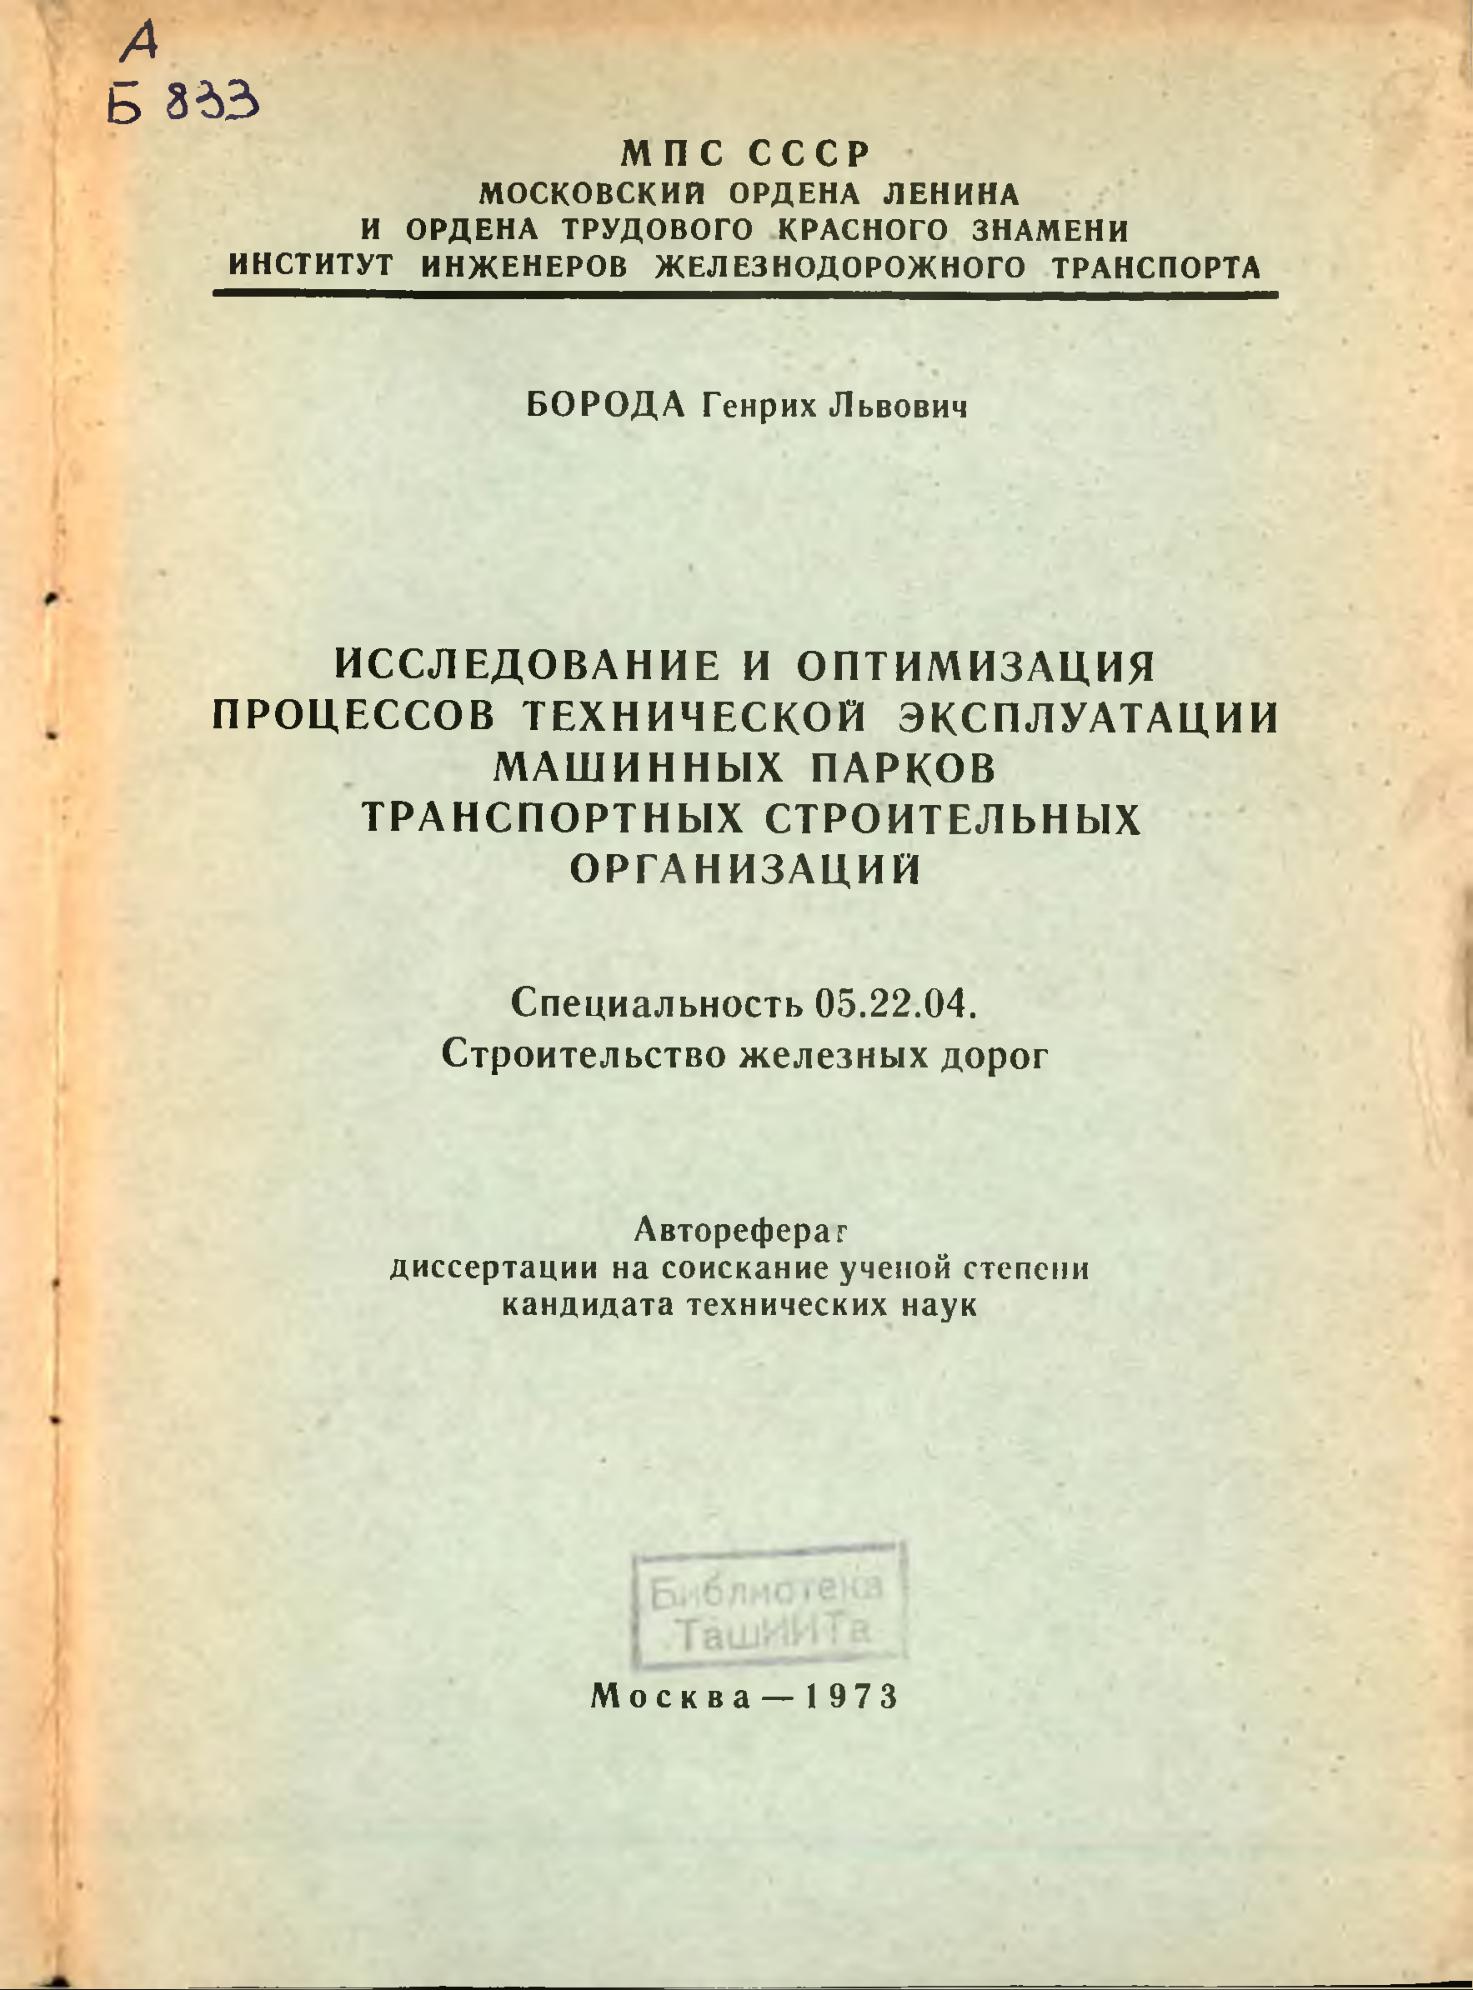 А
Б 833
МПС СССР
МОСКОВСКИЙ ОРДЕНА ЛЕНИНА
И ОРДЕНА ТРУДОВОГО КРАСНОГО ЗНАМЕНИ
ИНСТИТУТ ИНЖЕНЕРОВ ЖЕЛЕЗНОДОРОЖНОГО ТРАНСПОРТА
БОРОДА Генрих Львович
ИССЛЕДОВАНИЕ И ОПТИМИЗАЦИЯ
ПРОЦЕССОВ ТЕХНИЧЕСКОЙ ЭКСПЛУАТАЦИИ
МАШИННЫХ ПАРКОВ
ТРАНСПОРТНЫХ СТРОИТЕЛЬНЫХ
ОРГАНИЗАЦИЙ
Специальность 05.22.04.
Строительство железных дорог
Автореферат
диссертации на соискание ученой степени
кандидата технических наук
Библиотека
ТашИИТа
Москва — 1973